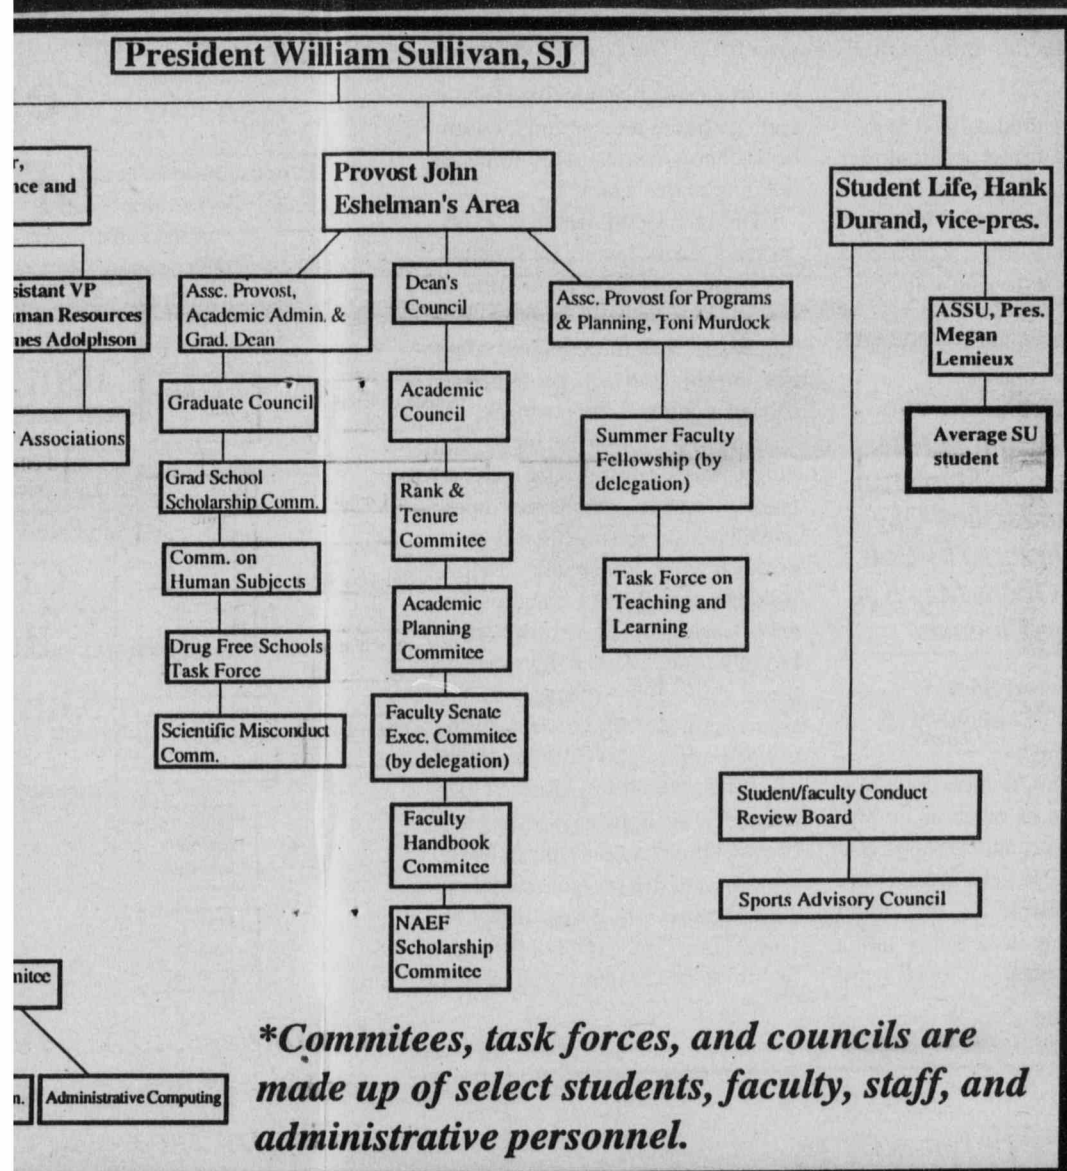 President William Sullivan, SJ
r,
nce and
Provost John
Eshelman's Area
Student Life, Hank
Durand, vice-pres.
sistant VP
man Resources
mes Adolphson
Assc. Provost,
Academic Admin. &
Grad. Dean
Dean's
Council
Assc. Provost for Programs
& Planning, Toni Murdock
ASSU, Pres.
Megan
Lemieux
Associations
Graduate Council
Academic
Council
Summer Faculty
Fellowship (by
delegation)
Average SU
student
Grad School
Scholarship Comm.
Rank &
Tenure
Commitee
Comm. on
Human Subjects
Academic
Planning
Commitee
Task Force on
Teaching and
Learning
Drug Free Schools
Task Force
Scientific Misconduct
Comm.
Faculty Senate
Exec. Commitee
(by delegation)
Student/faculty Conduct
Review Board
Faculty
Handbook
Commitee
Sports Advisory Council
NAEF
Scholarship
Commitee
mitee
n.
Administrative Computing
*Commitees, task forces, and councils are
made up of select students, faculty, staff, and
administrative personnel.